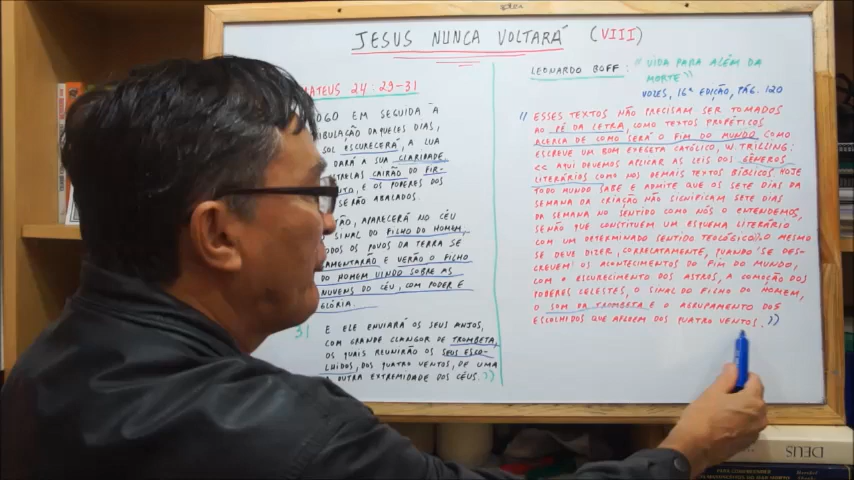 JESUS NUNCA VOLTARÁ (VIII)
MATEUS 24:29-31
LOGO EM SEGUIDA À
TRIBULAÇÃO DAQUELES DIAS,
SOL ESCURECERÁ, A LUA
DARÁ A SUA CLARIDADE,
ESTRELAS CAIRÃO DO FIR-
E OS PODERES DOS
SERÃO ABALADOS.
APARECERÁ NO CÉU
SINAL DO FILHO DO HOMEM,
TODOS OS POVOS DA TERRA SE
LAMENTARÃO E VERÃO O FILHO
DO HOMEM VINDO SOBRE AS
NUVENS DO CÉU, COM PODER E
GLÓRIA.
31 E ELE ENVIARÁ OS SEUS ANJOS,
COM GRANDE CLANGOR DE TROMBETA,
OS QUAIS REUNIRÃO OS SEUS ESCO-
LHIDOS, DOS QUATRO VENTOS, DE UMA
A OUTRA EXTREMIDADE DOS CÉUS.))
LEONARDO BOFF: "VIDA PARA ALÉM DA
MORTE"
VOZES, 16ª EDIÇÃO, PÁG. 120
(( ESSES TEXTOS NÃO PRECISAM SER TOMADOS
AO PÉ DA LETRA, COMO TEXTOS PROFÉTICOS
ACERCA DE COMO SERÁ O FIM DO MUNDO COMO
ESCREVE UM BOM EXEGETA CATÓLICO, W. TRILLING:
<< AQUI DEVEMOS APLICAR AS LEIS DOS GÊNEROS
LITERÁRIOS COMO NOS DEMAIS TEXTOS BÍBLICOS. HOJE
TODO MUNDO SABE E ADMITE QUE OS SETE DIAS DA
SEMANA DA CRIAÇÃO NÃO SIGNIFICAM SETE DIAS
DA SEMANA NO SENTIDO COMO NÓS O ENTENDEMOS,
SENÃO QUE CONSTITUEM UM ESQUEMA LITERÁRIO
COM UM DETERMINADO SENTIDO TEOLÓGICO>>. O MESMO
SE DEVE DIZER, CORRECTAMENTE, QUANDO SE DES-
CREVEM OS ACONTECIMENTOS DO FIM DO MUNDO,
COM O ESCURECIMENTO DOS ASTROS, A COMOÇÃO DOS
PODERES CELESTES, O SINAL DO FILHO DO HOMEM,
O SOM DA TROMBETA E O AGRUPAMENTO DOS
ESCOLHIDOS QUE AFLUEM DOS QUATRO VENTOS. ))
DEUS